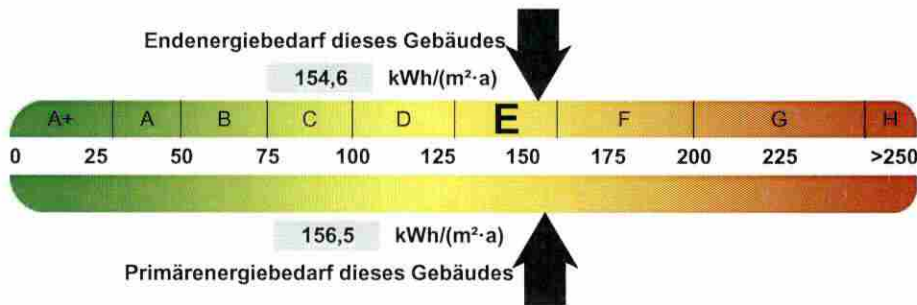 Endenergiebedarf dieses Gebäudes
154,6 kWh/(m²·a)
A+ A B C D E F G H
0 25 50 75 100 125 150 175 200 225 >250
156,5 kWh/(m²·a)
Primärenergiebedarf dieses Gebäudes